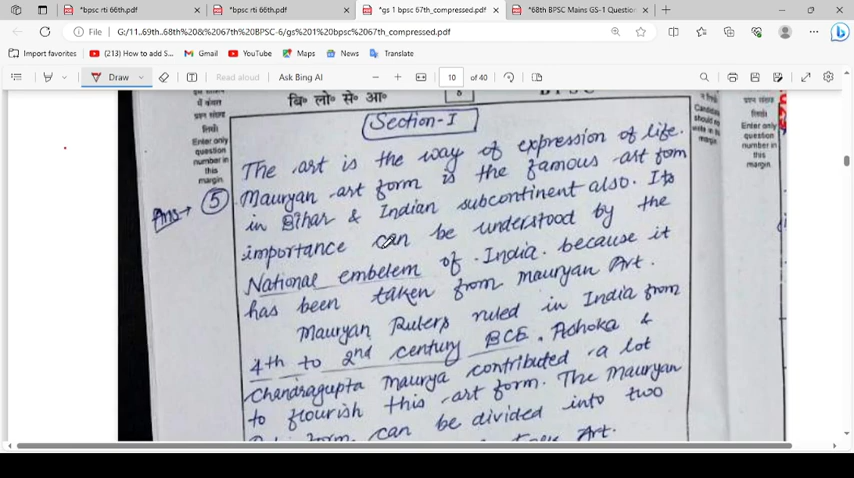 *bpsc rti 66th.pdf
*bpsc rti 66th.pdf
*gs 1 bpsc 67th_compressed.pdf
*68th BPSC Mains GS-1 Question
File
G:/11.69th.68th%20&%2067th%20BPSC-6/gs%201%20bpsc%2067th_compressed.pdf
Import favorites
(213) How to add S...
Gmail
YouTube
Maps
News
Translate
Draw
Read aloud
Ask Bing AI
10 of 40
बि० लो० से० आ०
Enter only
question
number in
this
margin
Section-I
The art is the way of expression of life.
Ans→ 5 Mauryan art form is the famous art form
in Bihar & Indian subcontinent also. Its
importance can be understood by the
National embelem of India. because it
has been taken from mauryan Art.
Mauryan Rulers ruled in India from
4th to 2nd century BCE. Ashoka &
Chandragupta Maurya contributed a lot
to flourish this art form. The Mauryan
form can be divided into two
Art.
Enter only
question
number in
this
margin